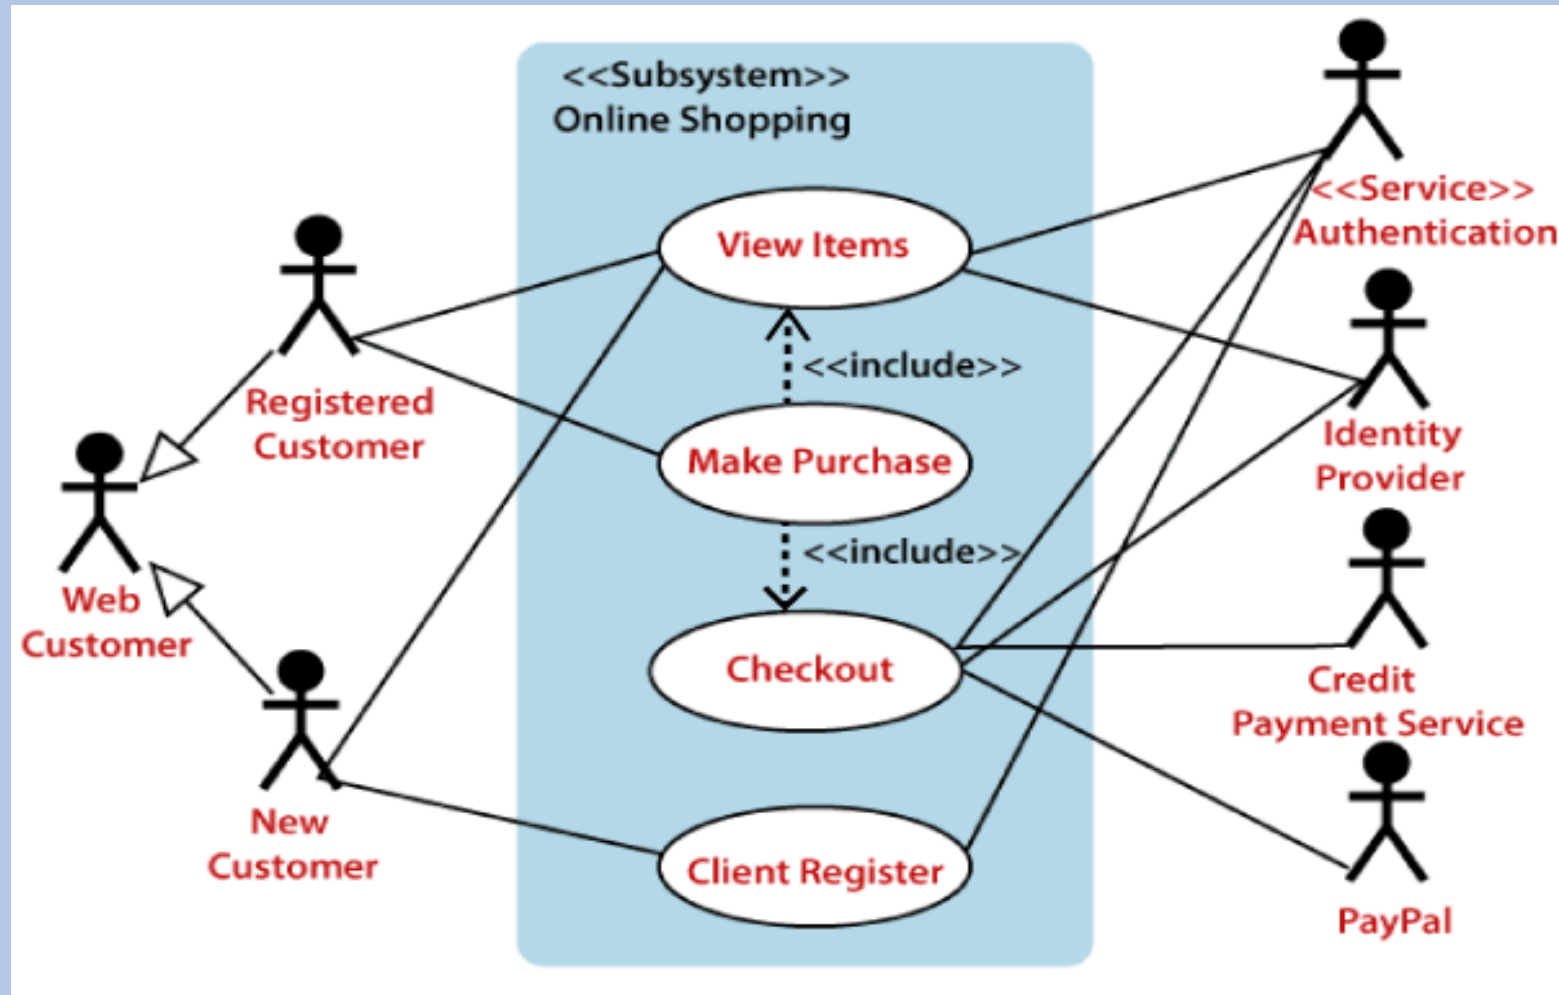 <<Subsystem>>
Online Shopping
View Items
<<include>>
Make Purchase
<<include>>
Checkout
Client Register
Registered
Customer
Web
Customer
New
Customer
<<Service>>
Authentication
Identity
Provider
Credit
Payment Service
PayPal